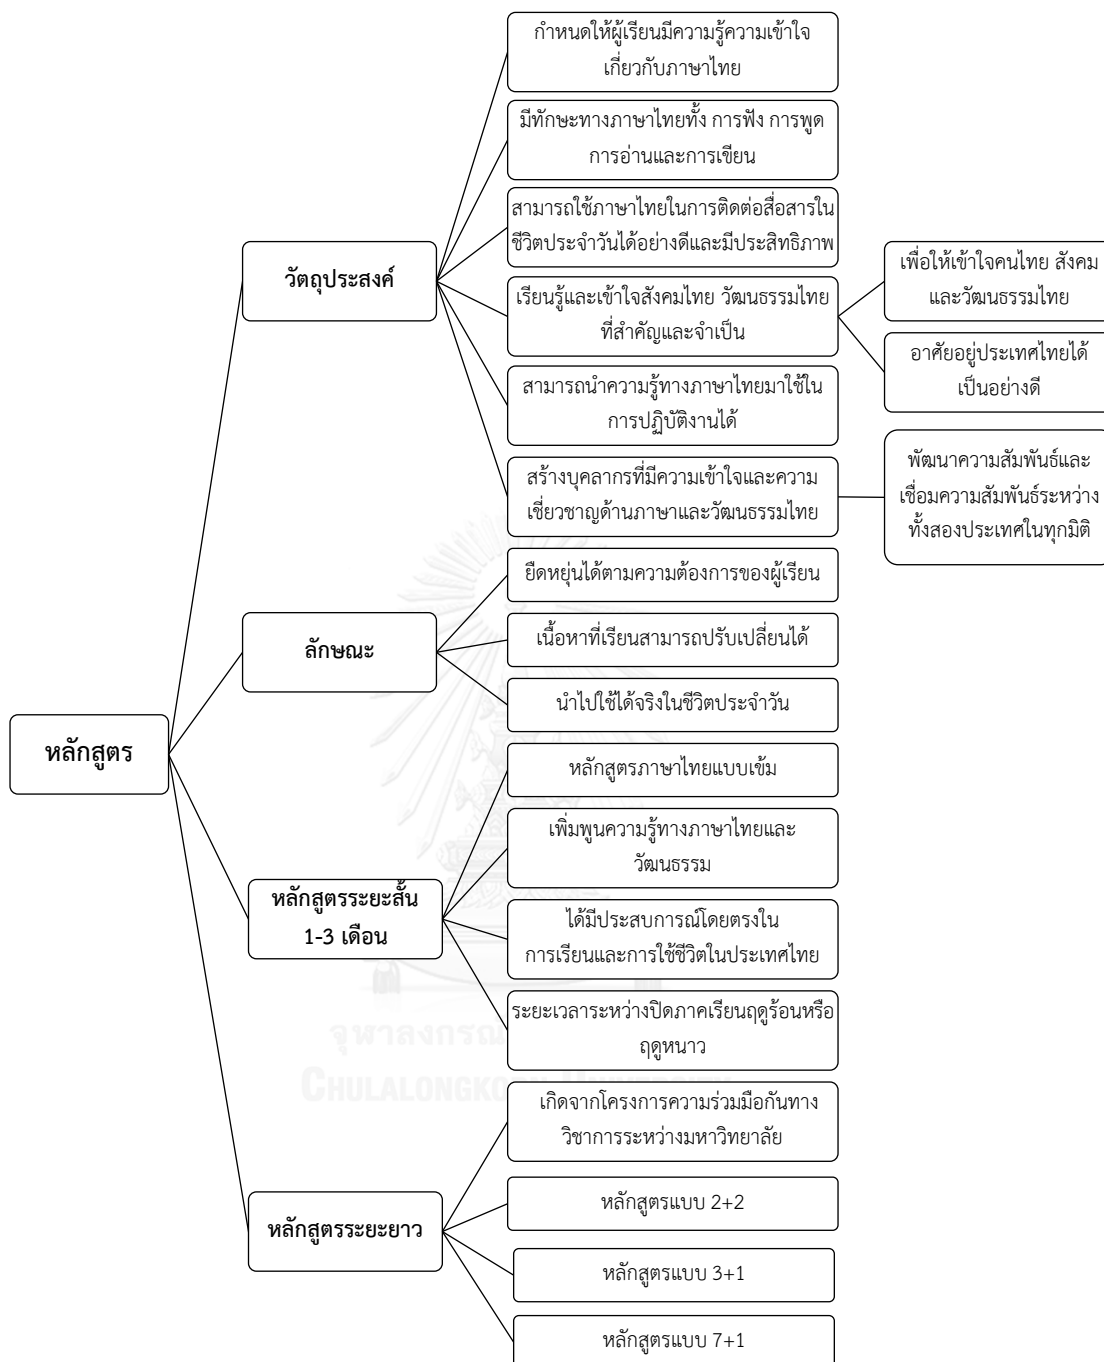 กำหนดให้ผู้เรียนมีความรู้ความเข้าใจ
เกี่ยวกับภาษาไทย
มีทักษะทางภาษาไทยทั้ง การฟัง การพูด
การอ่านและการเขียน
สามารถใช้ภาษาไทยในการติดต่อสื่อสารใน
ชีวิตประจำวันได้อย่างดีและมีประสิทธิภาพ
วัตถุประสงค์
เรียนรู้และเข้าใจสังคมไทย วัฒนธรรมไทย
ที่สำคัญและจำเป็น
เพื่อให้เข้าใจคนไทย สังคม
และวัฒนธรรมไทย
อาศัยอยู่ประเทศไทยได้
เป็นอย่างดี
สามารถนำความรู้ทางภาษาไทยมาใช้ใน
การปฏิบัติงานได้
สร้างบุคลากรที่มีความเข้าใจและความ
เชี่ยวชาญด้านภาษาและวัฒนธรรมไทย
พัฒนาความสัมพันธ์และ
เชื่อมความสัมพันธ์ระหว่าง
ทั้งสองประเทศในทุกมิติ
ยืดหยุ่นได้ตามความต้องการของผู้เรียน
ลักษณะ
เนื้อหาที่เรียนสามารถปรับเปลี่ยนได้
นำไปใช้ได้จริงในชีวิตประจำวัน
หลักสูตร
หลักสูตรภาษาไทยแบบเข้ม
เพิ่มพูนความรู้ทางภาษาไทยและ
วัฒนธรรม
หลักสูตรระยะสั้น
1-3 เดือน
ได้มีประสบการณ์โดยตรงใน
การเรียนและการใช้ชีวิตในประเทศไทย
ระยะเวลาระหว่างปิดภาคเรียนฤดูร้อนหรือ
ฤดูหนาว
จุฬาลงกรณ
CHULALONGKORN UNIVERSITY
เกิดจากโครงการความร่วมมือกันทาง
วิชาการระหว่างมหาวิทยาลัย
หลักสูตรระยะยาว
หลักสูตรแบบ 2+2
หลักสูตรแบบ 3+1
หลักสูตรแบบ 7+1